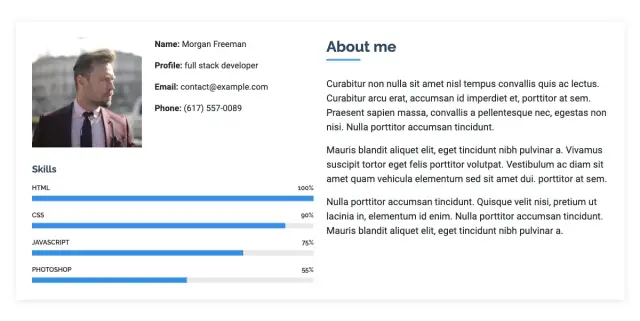 Name: Morgan Freeman
Profile: full stack developer
Email: contact@example.com
Phone: (617) 557-0089
Skills
HTML 100%
CSS 90%
JAVASCRIPT 75%
PHOTOSHOP 55%
About me
Curabitur non nulla sit amet nisl tempus convallis quis ac lectus.
Curabitur arcu erat, accumsan id imperdiet et, porttitor at sem.
Praesent sapien massa, convallis a pellentesque nec, egestas non
nisi. Nulla porttitor accumsan tincidunt.
Mauris blandit aliquet elit, eget tincidunt nibh pulvinar a. Vivamus
suscipit tortor eget felis porttitor volutpat. Vestibulum ac diam sit
amet quam vehicula elementum sed sit amet dui. porttitor at sem.
Nulla porttitor accumsan tincidunt. Quisque velit nisi, pretium ut
lacinia in, elementum id enim. Nulla porttitor accumsan tincidunt.
Mauris blandit aliquet elit, eget tincidunt nibh pulvinar a.